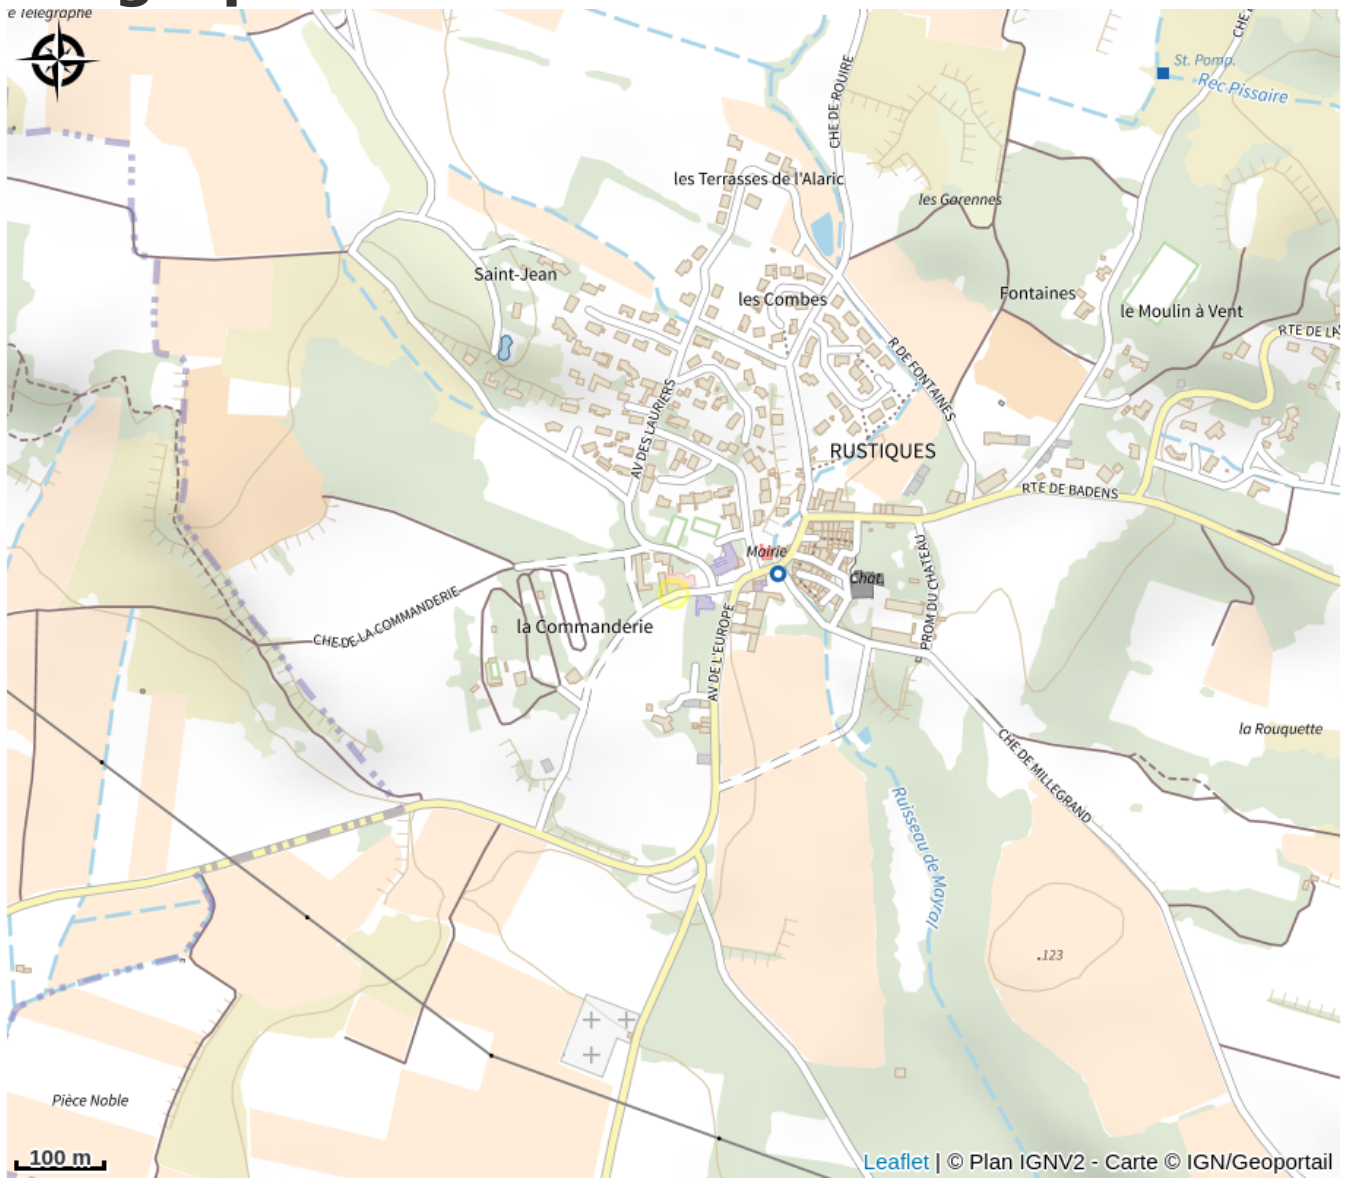 e Télégraphe
CHE DE ROUIRE
CHE
St. Pomp.
Rec Pissaire
les Terrasses de l'Alaric
les Garennes
Saint-Jean
les Combes
Fontaines
le Moulin à Vent
RTE DE LA
R DE FONTAINES
AV DES LAURIERS
RUSTIQUES
RTE DE BADENS
Mairie
Chat.
PROM DU CHATEAU
CHE DE LA COMMANDERIE
la Commanderie
AV DE L'EUROPE
la Rouquette
CHE DE MILLEGRAND
Ruisseau de Mayral
.123
Pièce Noble
100 m
Leaflet | © Plan IGNV2 - Carte © IGN/Geoportail